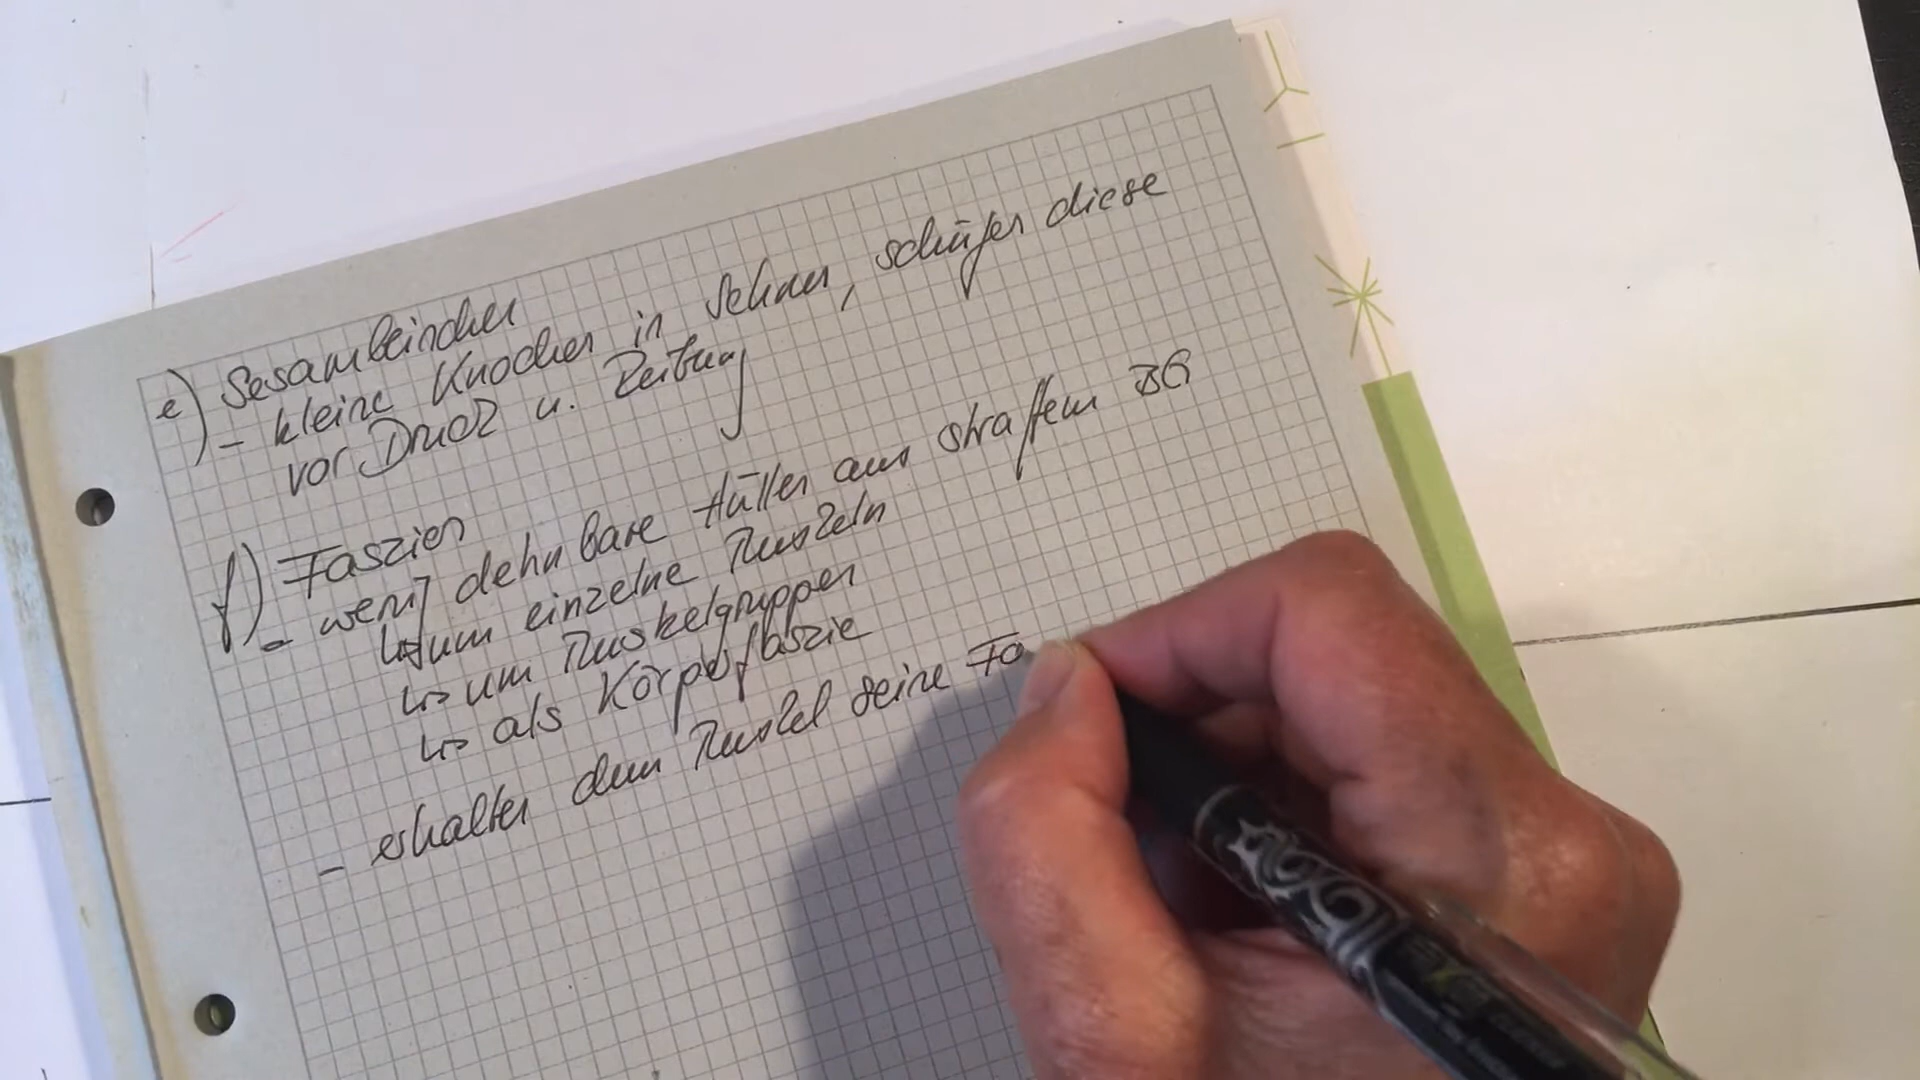 e) Sesambeinchen
- kleine Knochen in Sehnen, schützen diese
vor Druck u. Reibung
f) Faszien
- wenig dehnbare Hüllen aus straffem BG
↳ um einzelne Muskeln
↳ um Muskelgruppen
↳ als Körperfaszie
- erhalten dem Muskel seine Fo